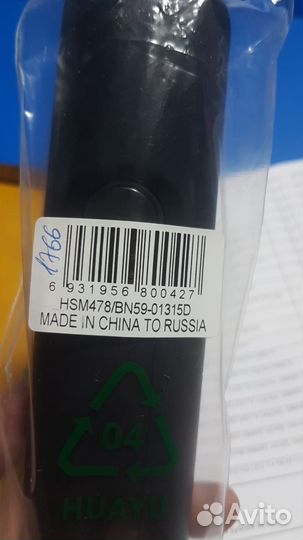 1766
6 931956 800427
HSM478/BN59-01315D
MADE IN CHINA TO RUSSIA
04
HUAYU
Avito